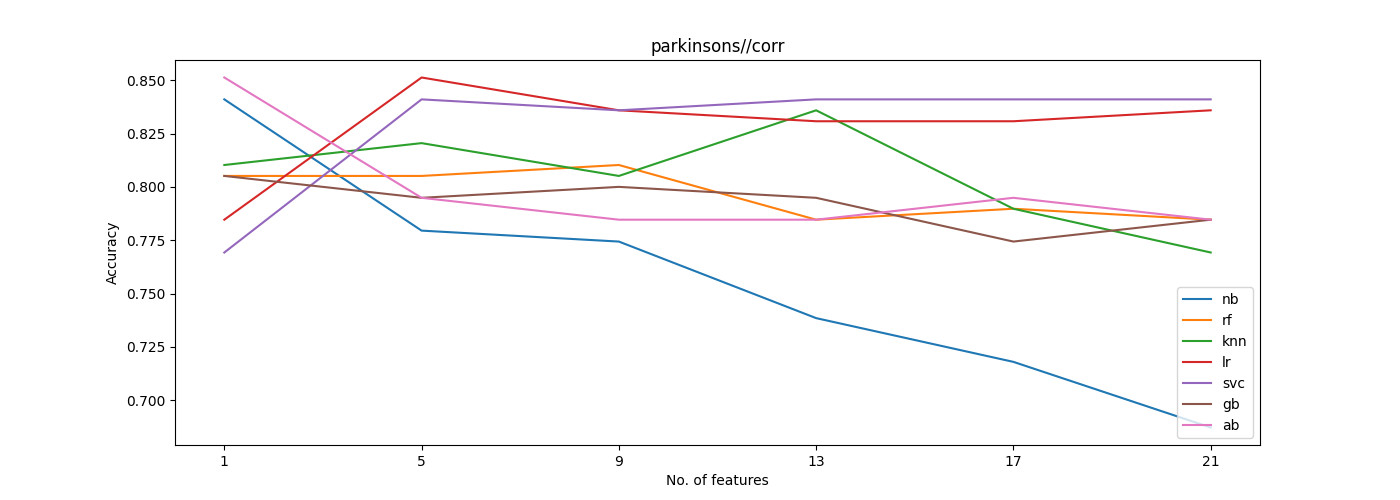 parkinsons//corr
Accuracy
0.850
0.825
0.800
0.775
0.750
0.725
0.700
nb
rf
knn
lr
svc
gb
ab
1 5 9 13 17 21
No. of features